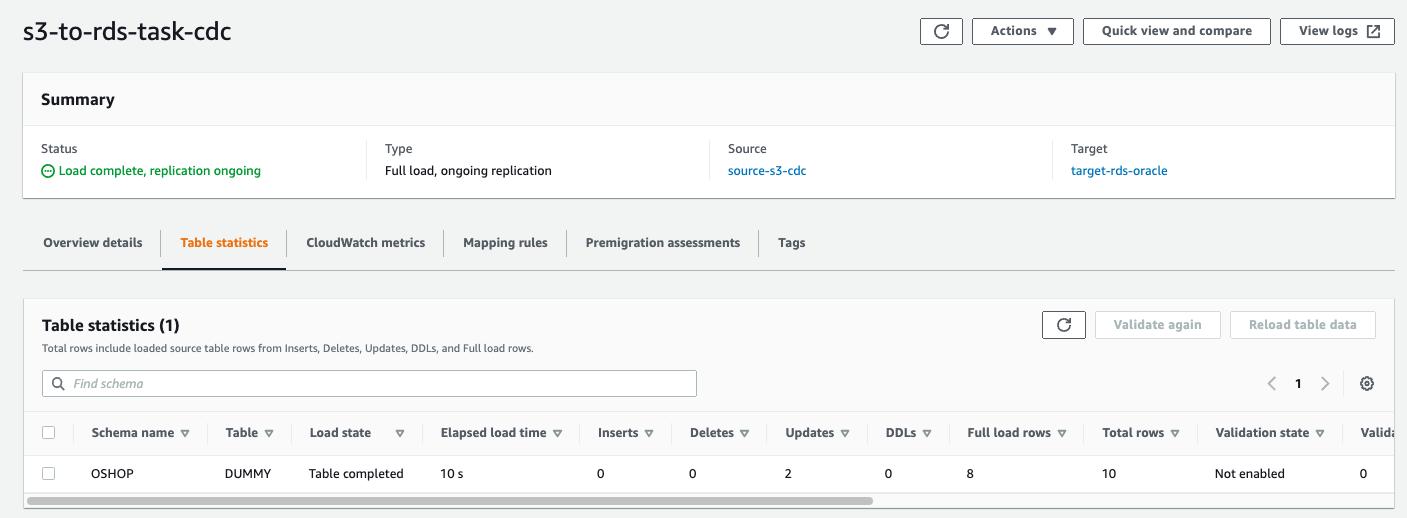 s3-to-rds-task-cdc
Actions
Quick view and compare
View logs
Summary
Status
Type
Source
Target
Load complete, replication ongoing
Full load, ongoing replication
source-s3-cdc
target-rds-oracle
Overview details
Table statistics
CloudWatch metrics
Mapping rules
Premigration assessments
Tags
Table statistics (1)
Validate again
Reload table data
Total rows include loaded source table rows from Inserts, Deletes, Updates, DDLs, and Full load rows.
Find schema
1
Schema name Table Load state Elapsed load time Inserts Deletes Updates DDLs Full load rows Total rows Validation state Valida
OSHOP DUMMY Table completed 10 s 0 0 2 0 8 10 Not enabled 0